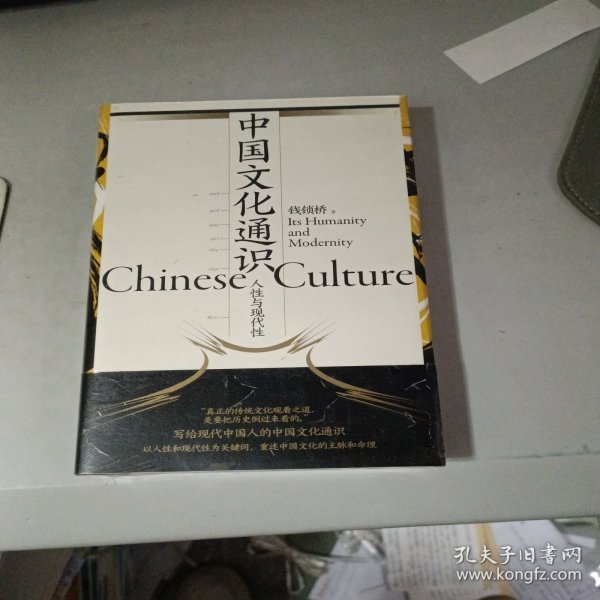 中国文化通识
钱锁桥 著
Its Humanity
and
Modernity
Chinese Culture
人性与现代性
“真正的传统文化观看之道，
是要把历史倒过来看的。”
写给现代中国人的中国文化通识
以人性和现代性为关键词，重述中国文化的主脉和命理
孔夫子旧书网
www.kongfz.com